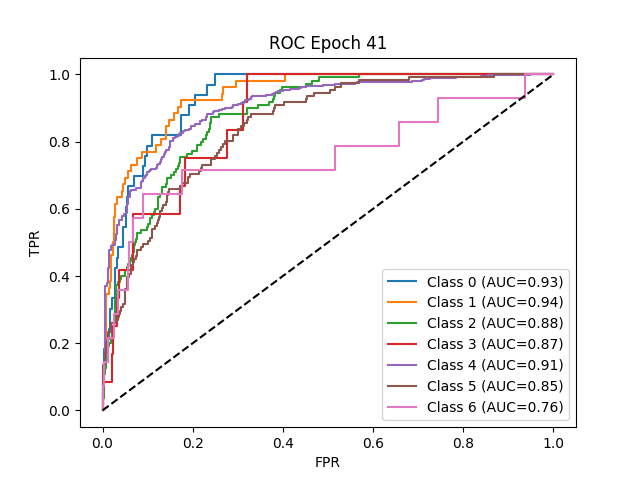 ROC Epoch 41
TPR
1.0
0.8
0.6
0.4
0.2
0.0
Class 0 (AUC=0.93)
Class 1 (AUC=0.94)
Class 2 (AUC=0.88)
Class 3 (AUC=0.87)
Class 4 (AUC=0.91)
Class 5 (AUC=0.85)
Class 6 (AUC=0.76)
0.0 0.2 0.4 0.6 0.8 1.0
FPR